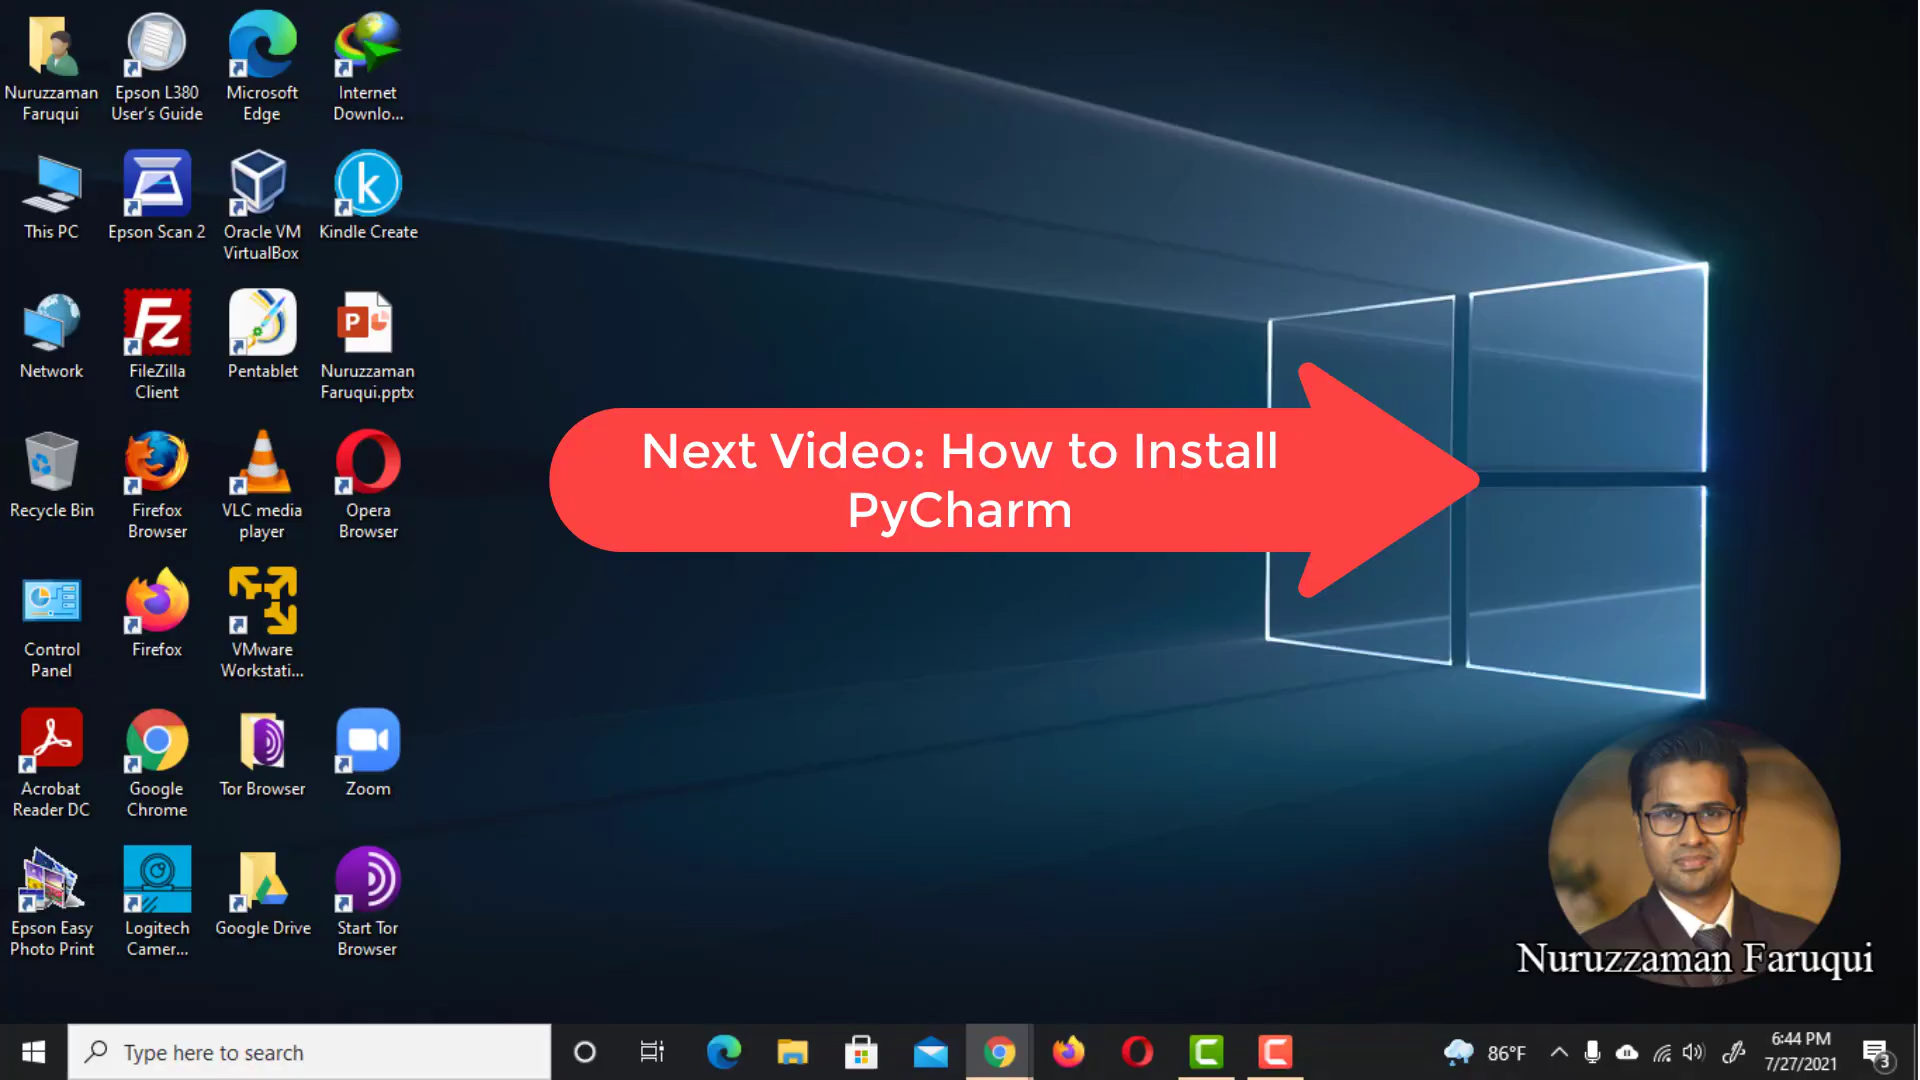 Nuruzzaman
Faruqui
Epson L380
User's Guide
Microsoft
Edge
Internet
Downlo...
This PC
Epson Scan 2
Oracle VM
VirtualBox
k
Kindle Create
Network
FZ
FileZilla
Client
Pentablet
P
Nuruzzaman
Faruqui.pptx
Next Video: How to Install
PyCharm
Recycle Bin
Firefox
Browser
VLC media
player
Opera
Browser
Control
Panel
Firefox
VMware
Workstati...
Acrobat
Reader DC
Google
Chrome
Tor Browser
Zoom
Epson Easy
Photo Print
Logitech
Camer...
Google Drive
Start Tor
Browser
Nuruzzaman Faruqui
Type here to search
86°F
6:44 PM
7/27/2021
3